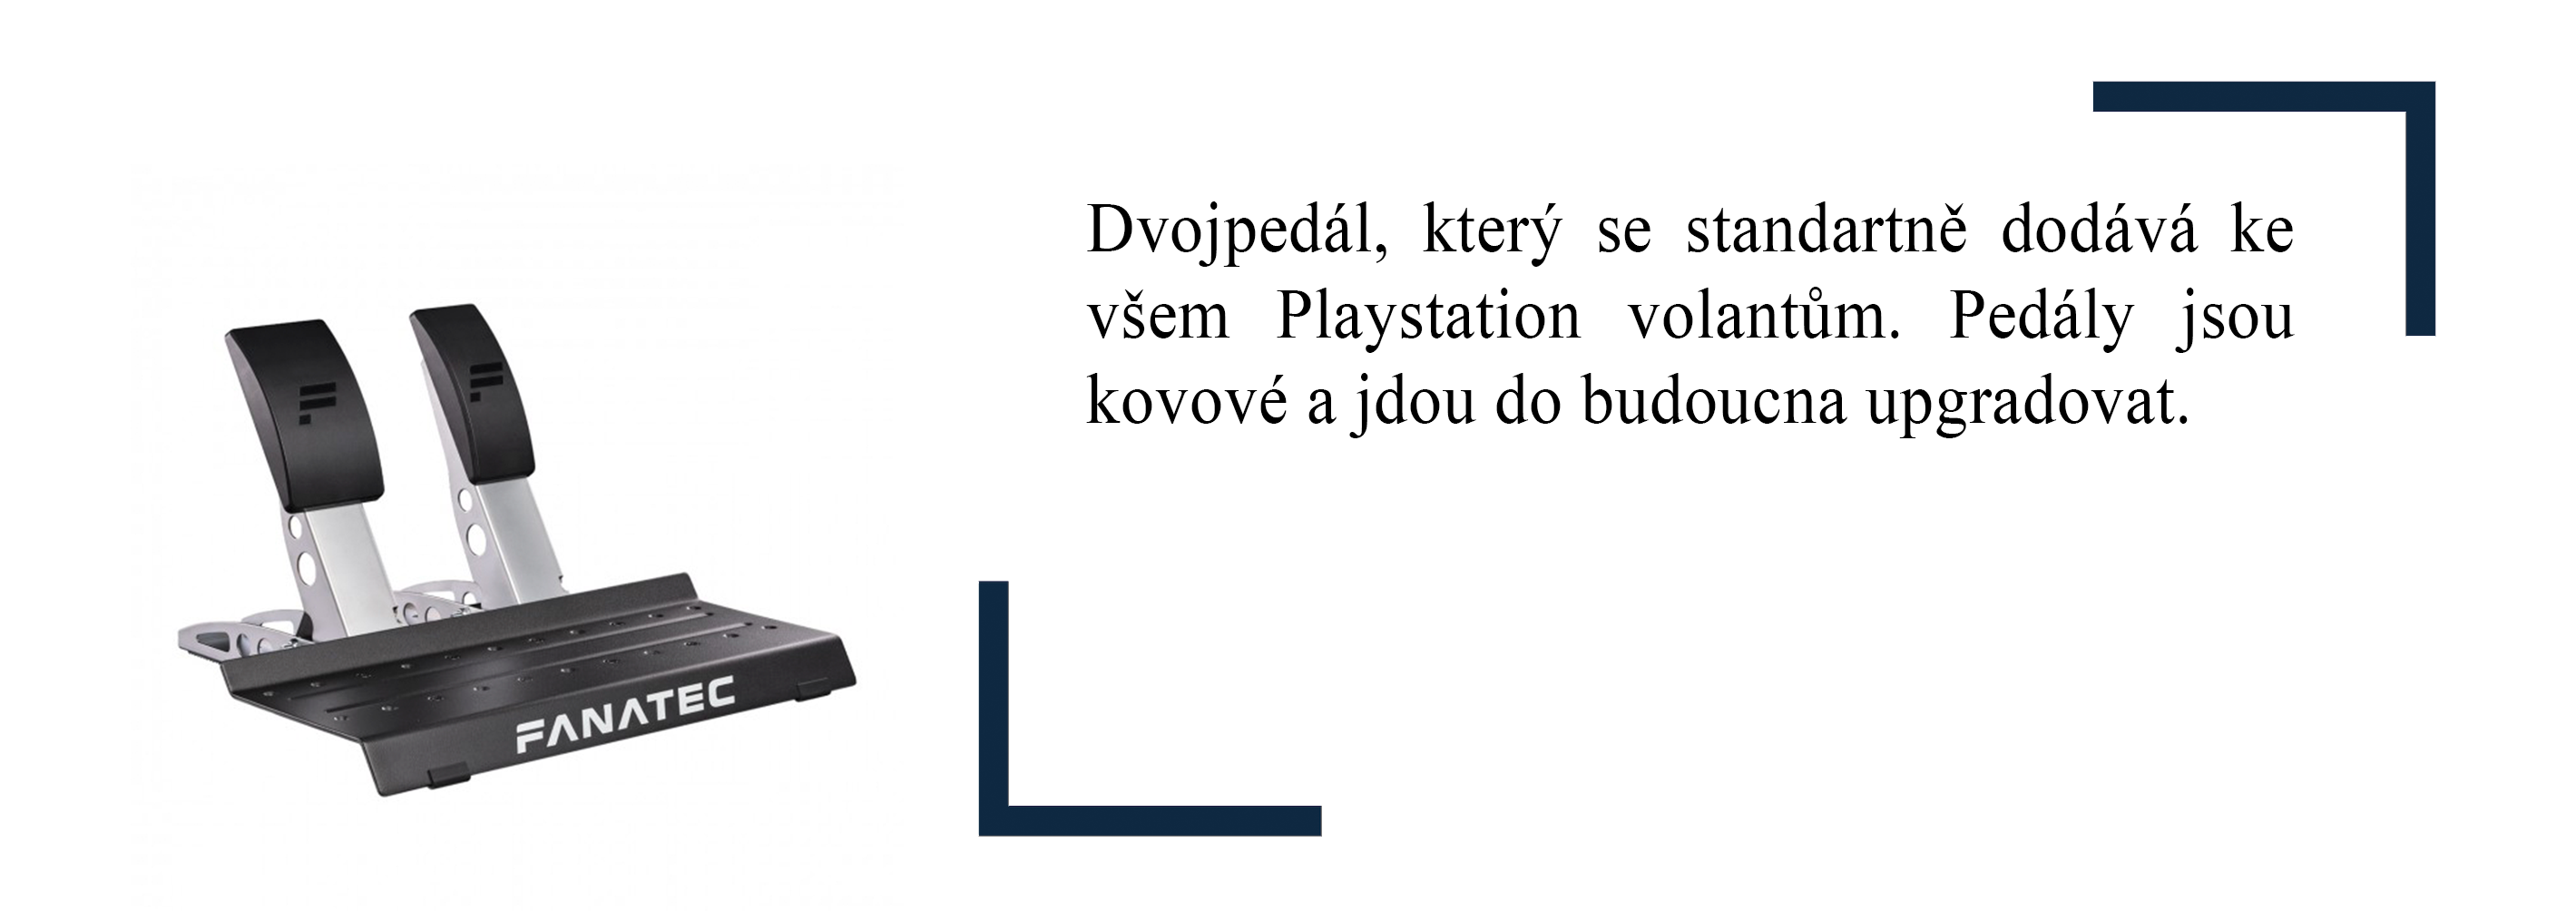 Dvojpedál, který se standartně dodává ke
všem Playstation volantům. Pedály jsou
kovové a jdou do budoucna upgradovat.
FANATEC